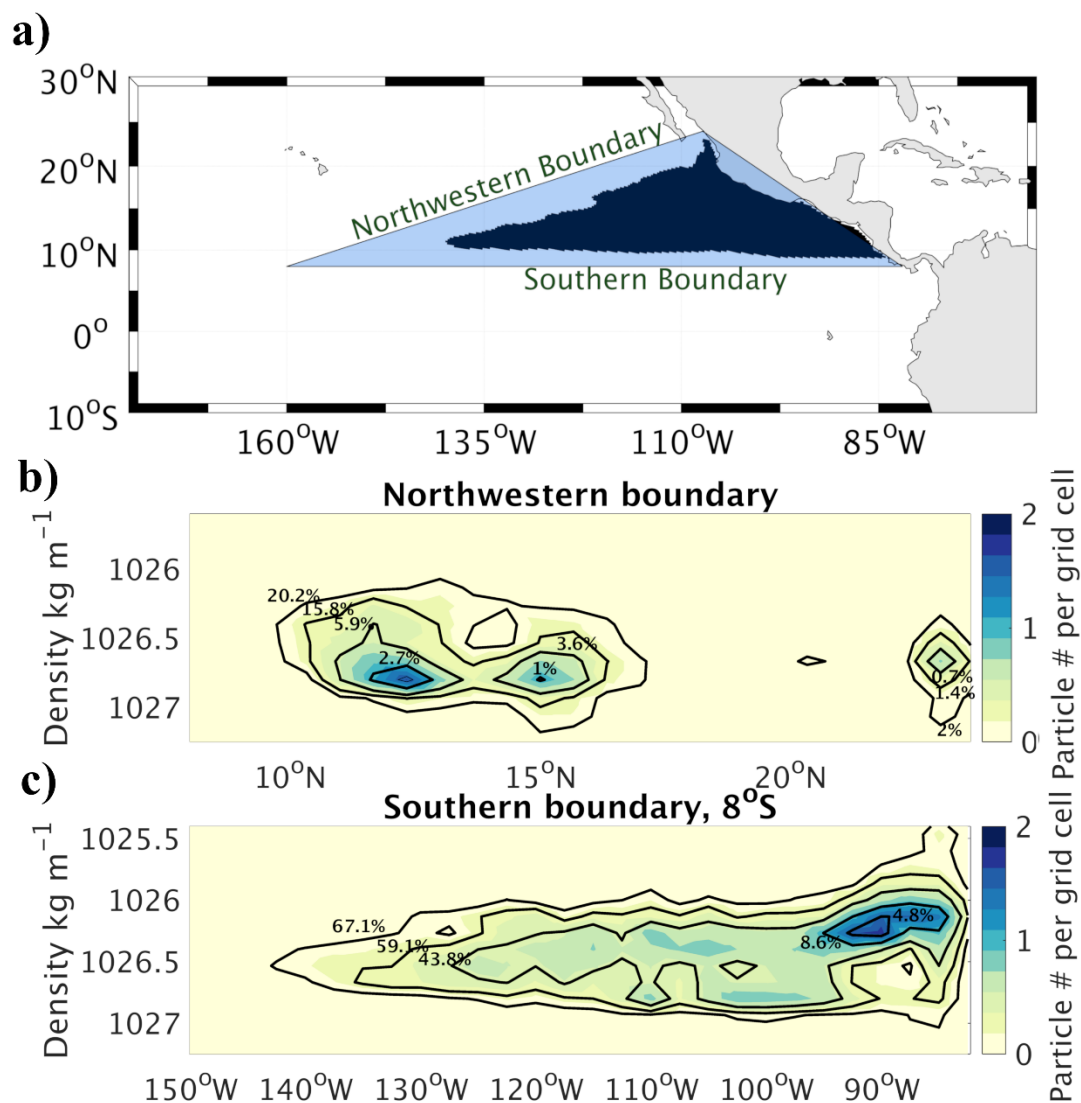 a)
30°N
20°N
10°N
0°
10°S
Northwestern Boundary
Southern Boundary
160°W 135°W 110°W 85°W
b)
Northwestern boundary
Density kg m⁻¹
1026
1026.5
1027
20.2%
15.8%
5.9%
2.7%
1%
3.6%
0.7%
1.4%
2%
10°N 15°N 20°N
2
1
0
Particle # per grid cell
c)
Southern boundary, 8°S
Density kg m⁻¹
1025.5
1026
1026.5
1027
67.1%
59.1%
43.8%
8.6%
4.8%
150°W 140°W 130°W 120°W 110°W 100°W 90°W
2
1
0
Particle # per grid cell